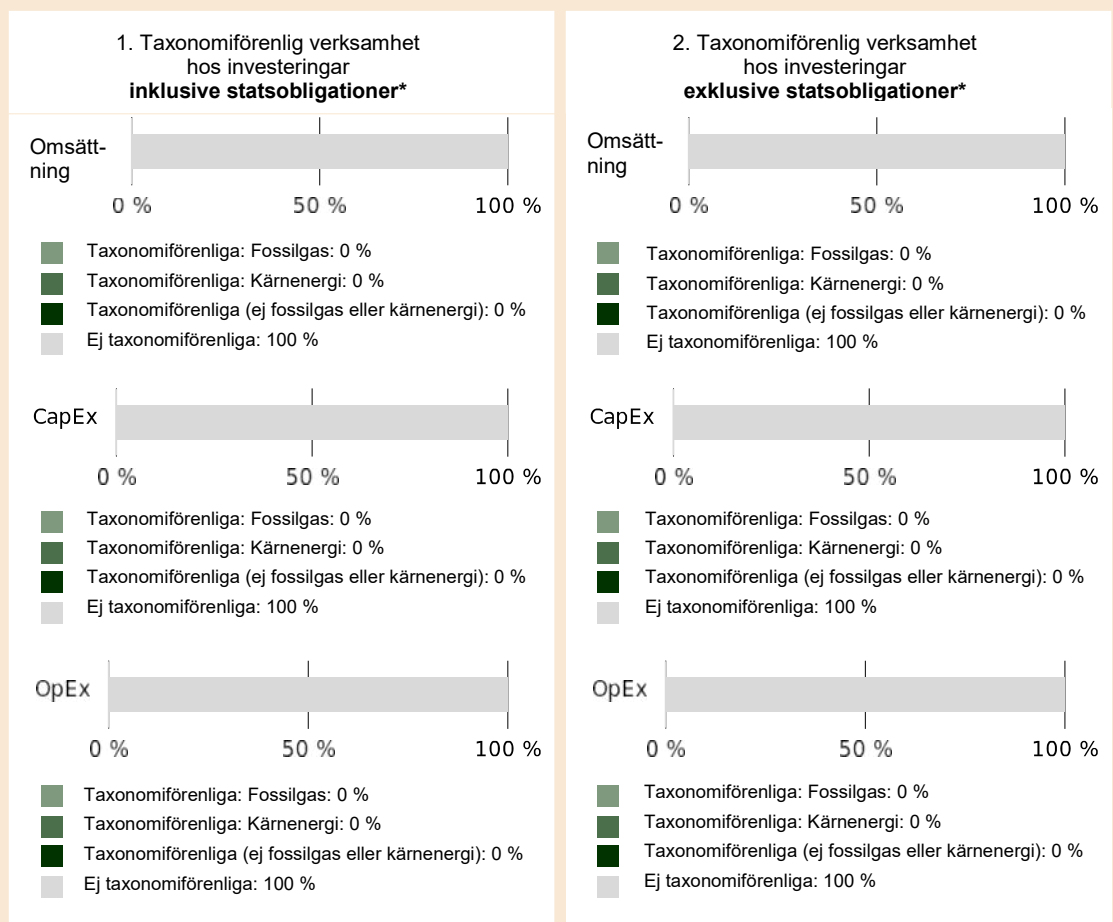 1. Taxonomiförenlig verksamhet
hos investeringar
inklusive statsobligationer*
Omsätt-
ning
0 % 50 % 100 %
Taxonomiförenliga: Fossilgas: 0 %
Taxonomiförenliga: Kärnenergi: 0 %
Taxonomiförenliga (ej fossilgas eller kärnenergi): 0 %
Ej taxonomiförenliga: 100 %
CapEx
0 % 50 % 100 %
Taxonomiförenliga: Fossilgas: 0 %
Taxonomiförenliga: Kärnenergi: 0 %
Taxonomiförenliga (ej fossilgas eller kärnenergi): 0 %
Ej taxonomiförenliga: 100 %
OpEx
0 % 50 % 100 %
Taxonomiförenliga: Fossilgas: 0 %
Taxonomiförenliga: Kärnenergi: 0 %
Taxonomiförenliga (ej fossilgas eller kärnenergi): 0 %
Ej taxonomiförenliga: 100 %
2. Taxonomiförenlig verksamhet
hos investeringar
exklusive statsobligationer*
Omsätt-
ning
0 % 50 % 100 %
Taxonomiförenliga: Fossilgas: 0 %
Taxonomiförenliga: Kärnenergi: 0 %
Taxonomiförenliga (ej fossilgas eller kärnenergi): 0 %
Ej taxonomiförenliga: 100 %
CapEx
0 % 50 % 100 %
Taxonomiförenliga: Fossilgas: 0 %
Taxonomiförenliga: Kärnenergi: 0 %
Taxonomiförenliga (ej fossilgas eller kärnenergi): 0 %
Ej taxonomiförenliga: 100 %
OpEx
0 % 50 % 100 %
Taxonomiförenliga: Fossilgas: 0 %
Taxonomiförenliga: Kärnenergi: 0 %
Taxonomiförenliga (ej fossilgas eller kärnenergi): 0 %
Ej taxonomiförenliga: 100 %